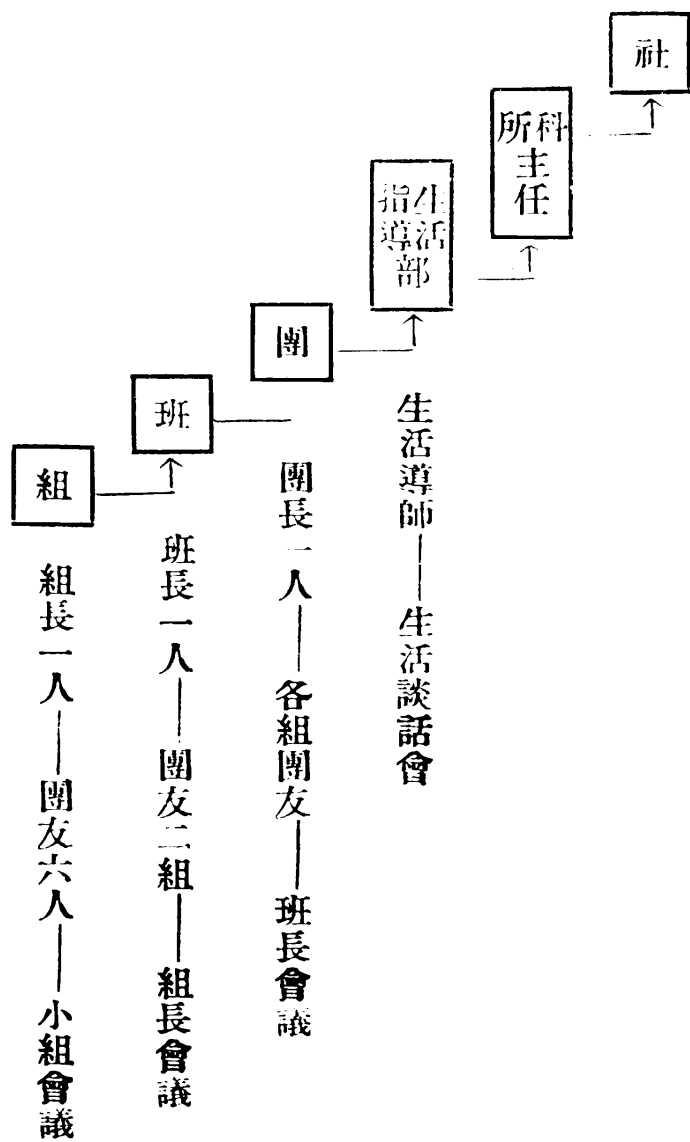 社
所科
主任
生活
指導
部
團
班
組
生活導師——生活談話會
團長一人——各組團友——班長會議
班長一人——團友二組——組長會議
組長一人——團友六人——小組會議